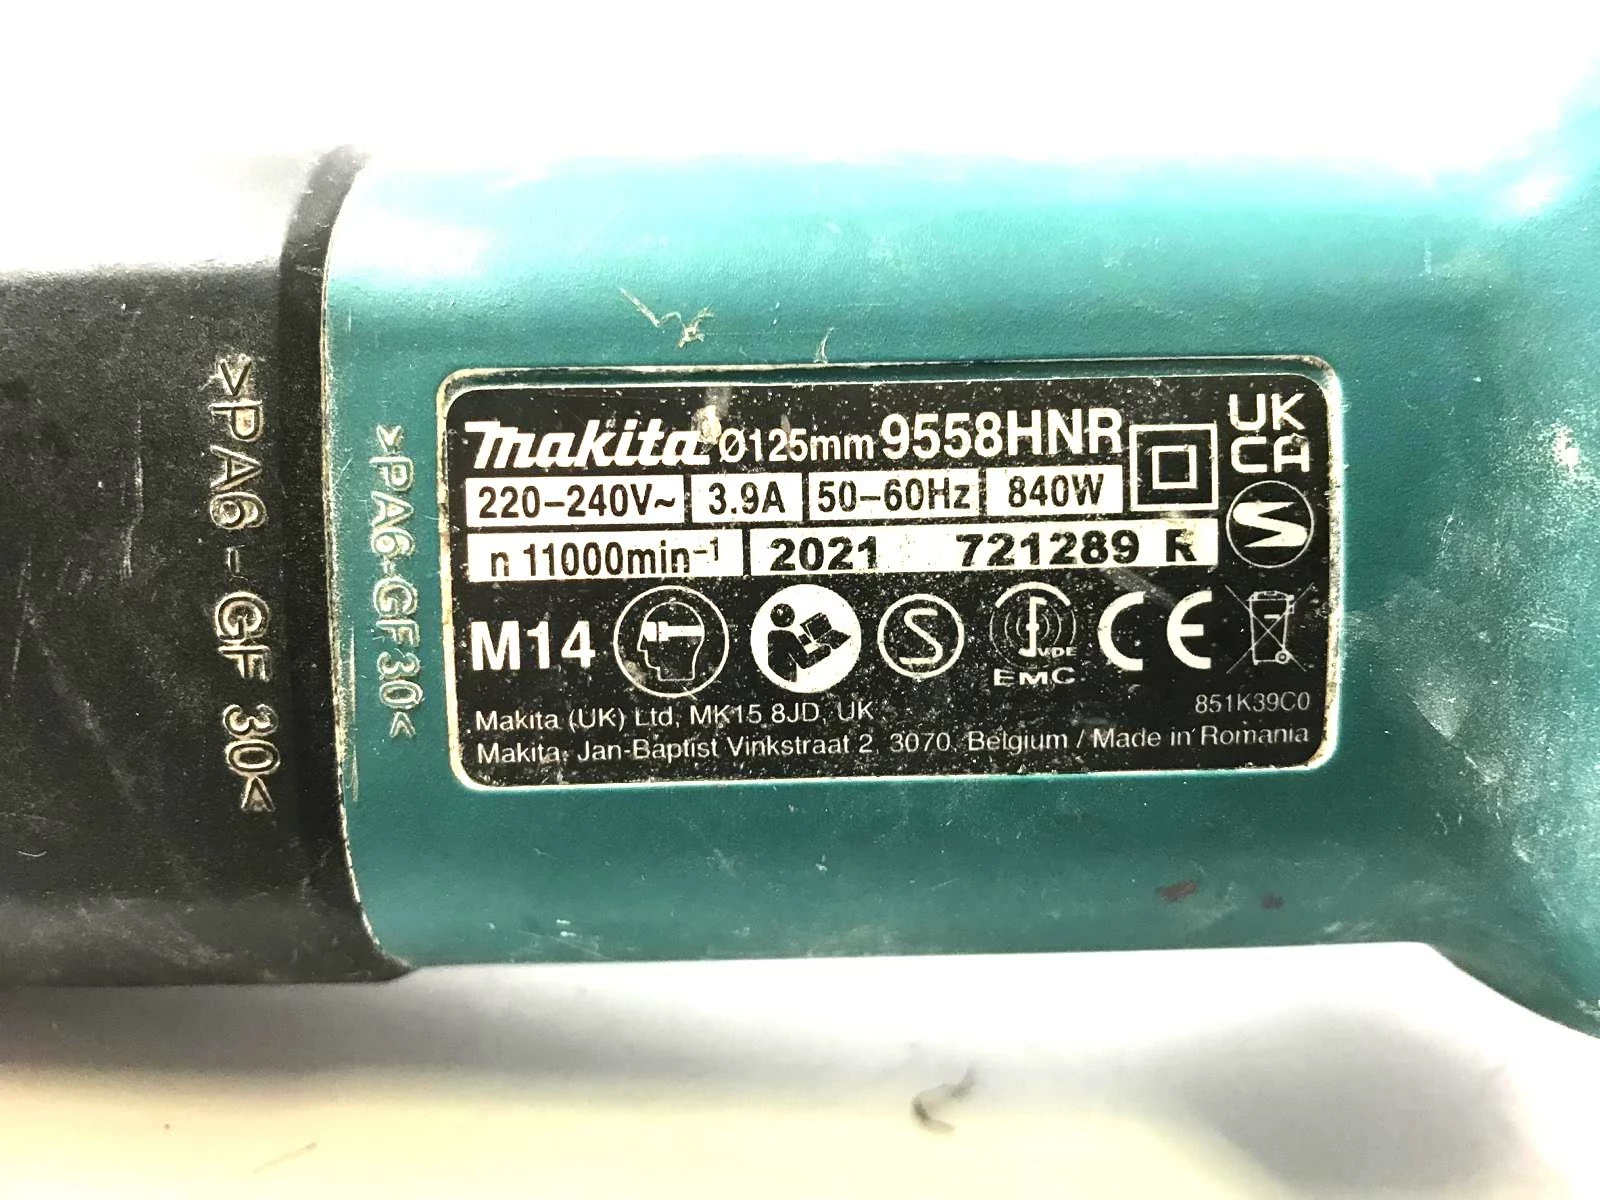 >PA6-GF 30<
>PA6-GF30<
makita Ø125mm 9558HNR
UK
CA
220-240V~ 3.9A 50-60Hz 840W
n 11000min⁻¹ 2021 721289 R
M14 S VDE CE
EMC
851K39C0
Makita (UK) Ltd, MK15 8JD, UK
Makita, Jan-Baptist Vinkstraat 2, 3070, Belgium / Made in Romania